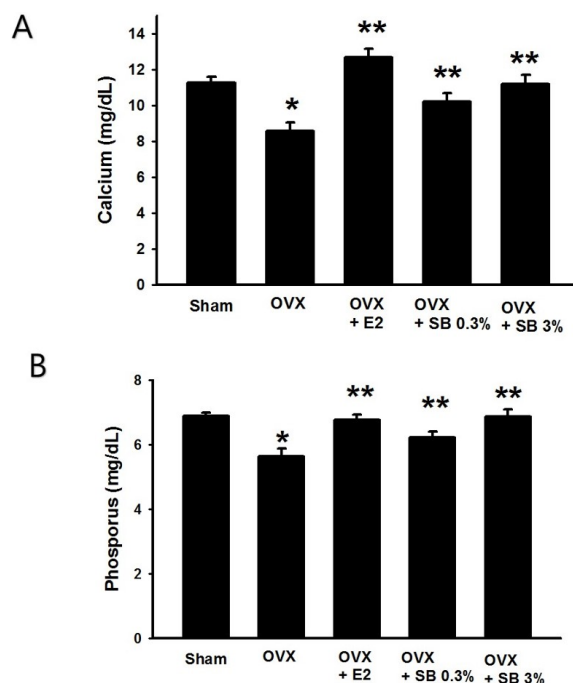 A
Calcium (mg/dL)
14
12
10
8
6
4
2
0
*
**
**
**
Sham
OVX
OVX
+ E2
OVX
+ SB 0.3%
OVX
+ SB 3%
B
Phosporus (mg/dL)
8
6
4
2
0
*
**
**
**
Sham
OVX
OVX
+ E2
OVX
+ SB 0.3%
OVX
+ SB 3%